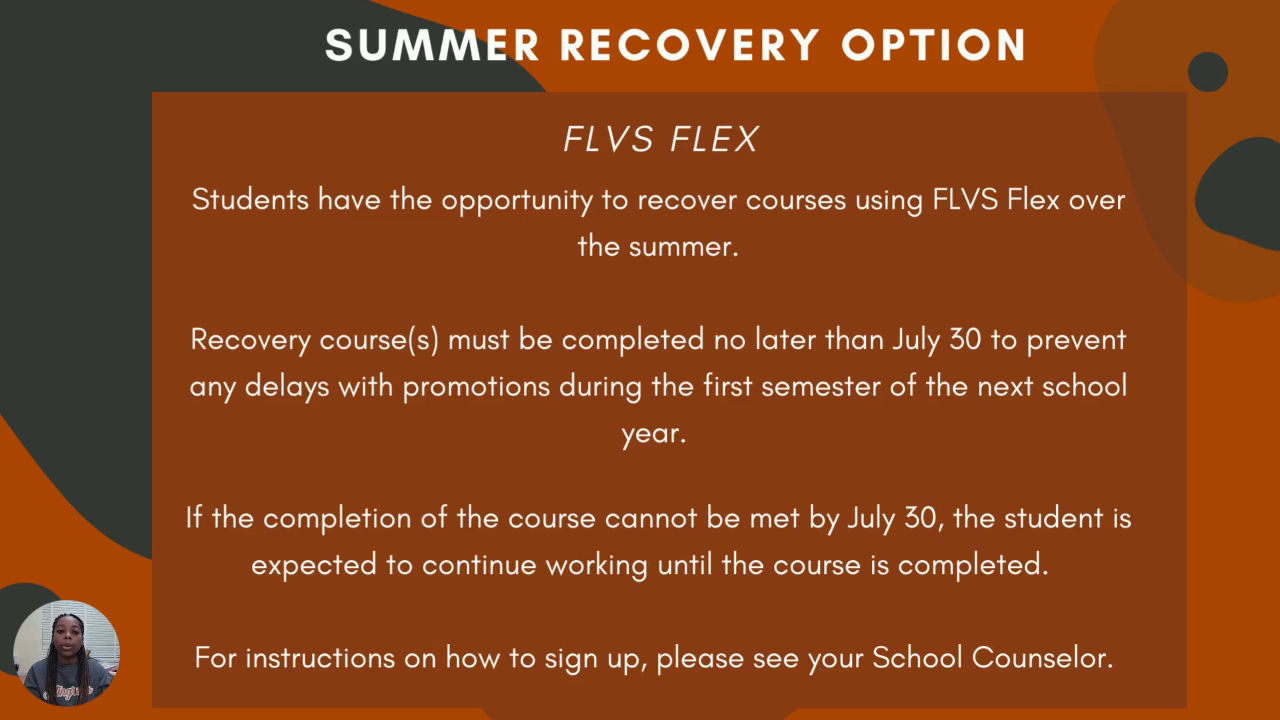 SUMMER RECOVERY OPTION
FLVS FLEX
Students have the opportunity to recover courses using FLVS Flex over
the summer.
Recovery course(s) must be completed no later than July 30 to prevent
any delays with promotions during the first semester of the next school
year.
If the completion of the course cannot be met by July 30, the student is
expected to continue working until the course is completed.
For instructions on how to sign up, please see your School Counselor.